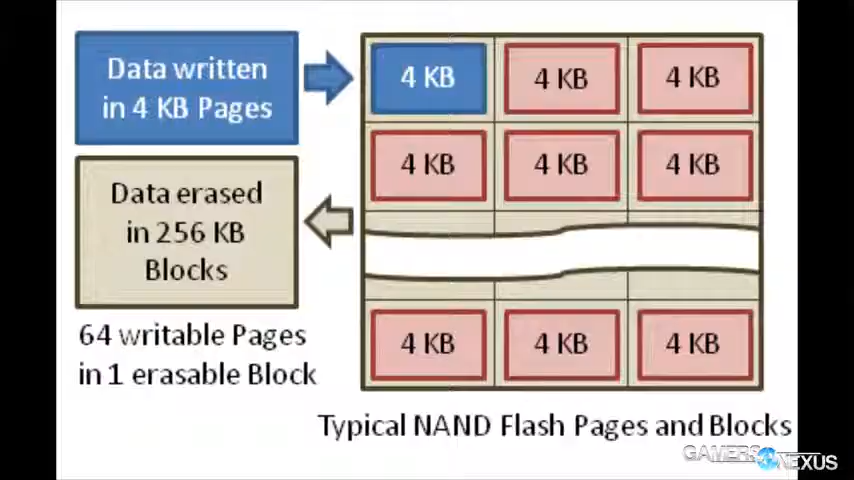 Data written
in 4 KB Pages
4 KB
4 KB
4 KB
Data erased
in 256 KB
Blocks
4 KB
4 KB
4 KB
64 writable Pages
in 1 erasable Block
4 KB
4 KB
4 KB
Typical NAND Flash Pages and Blocks
GAMERS NEXUS